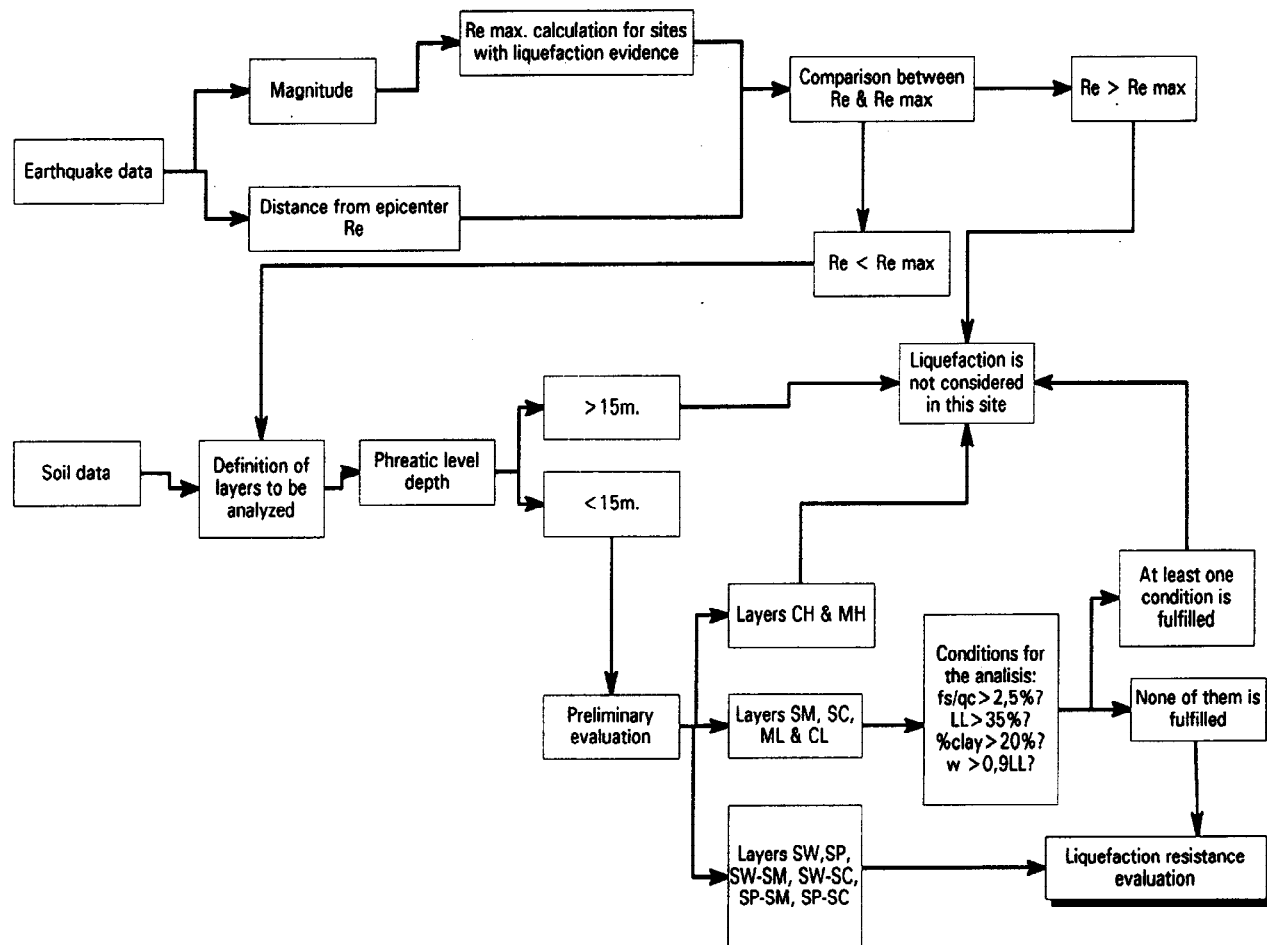 Re max. calculation for sites
with liquefaction evidence
Magnitude
Comparison between
Re & Re max
Re > Re max
Earthquake data
Distance from epicenter
Re
Re < Re max
Liquefaction is
not considered
in this site
>15m.
Soil data
Definition of
layers to be
analyzed
Phreatic level
depth
<15m.
At least one
condition is
fulfilled
Layers CH & MH
Conditions for
the analisis:
fs/qc>2,5%?
LL>35%?
%clay>20%?
w >0,9LL?
Preliminary
evaluation
Layers SM, SC,
ML & CL
None of them is
fulfilled
Layers SW,SP,
SW-SM, SW-SC,
SP-SM, SP-SC
Liquefaction resistance
evaluation